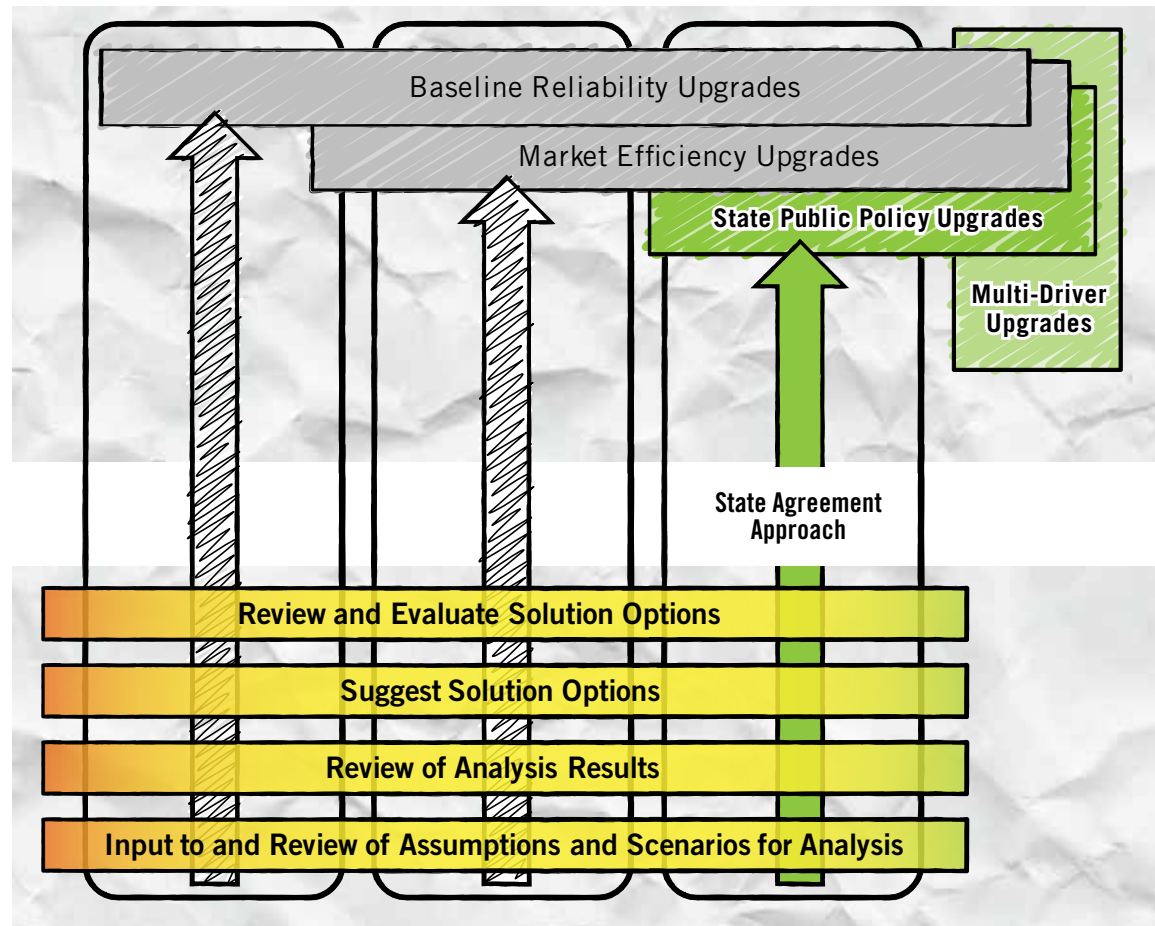 Baseline Reliability Upgrades
Market Efficiency Upgrades
State Public Policy Upgrades
Multi-Driver
Upgrades
State Agreement
Approach
Review and Evaluate Solution Options
Suggest Solution Options
Review of Analysis Results
Input to and Review of Assumptions and Scenarios for Analysis